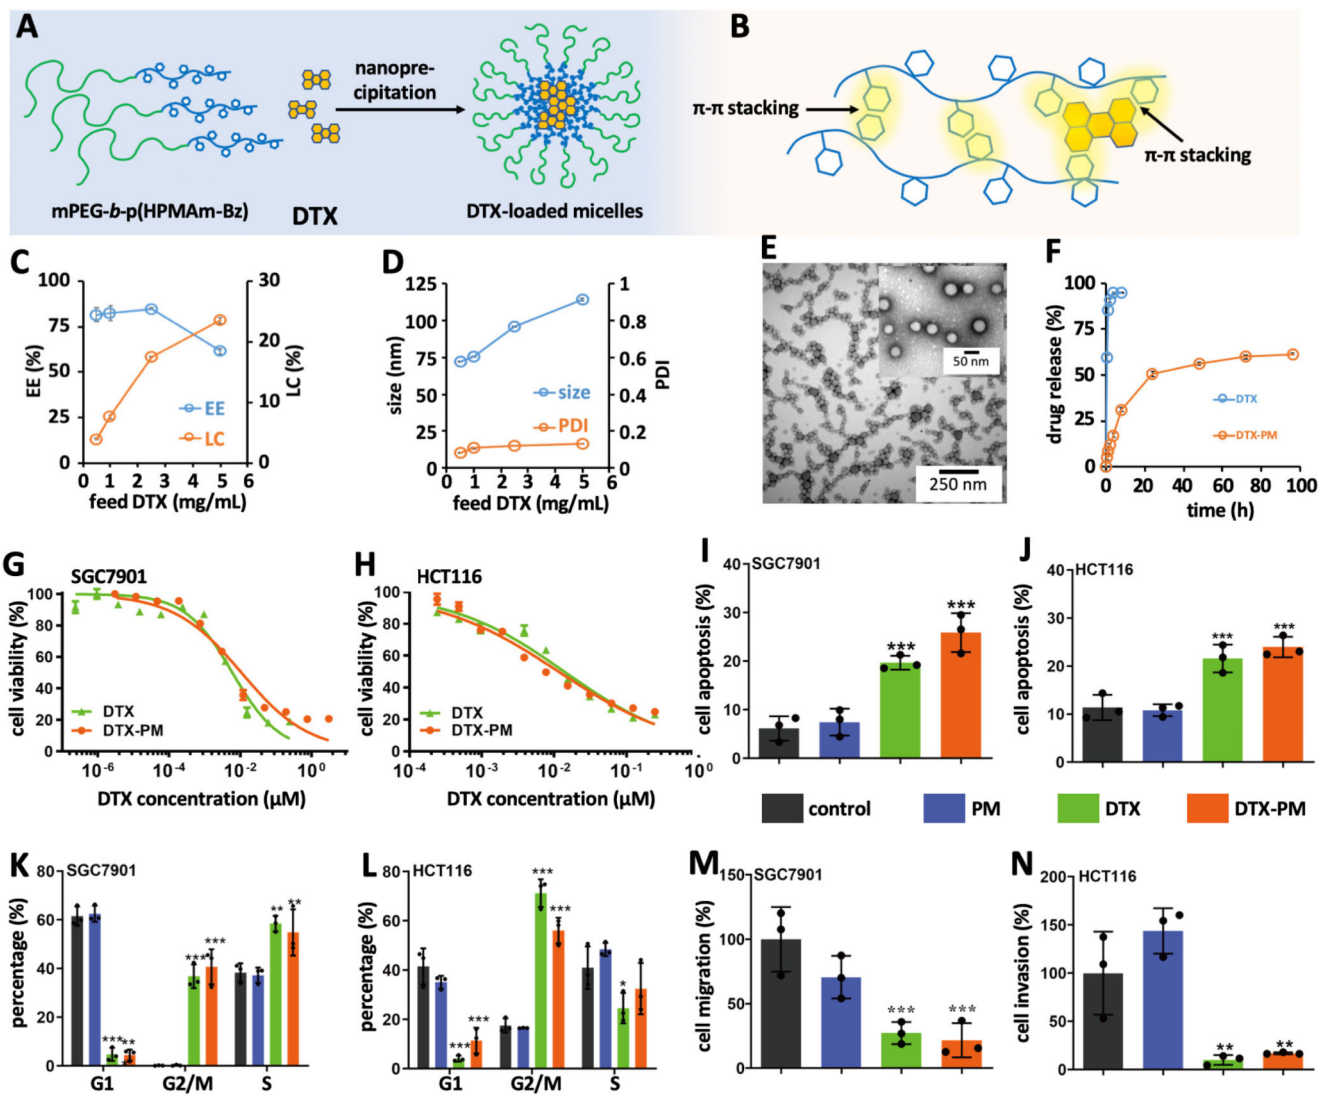 A
nanopre-
cipitation
mPEG-b-p(HPMAm-Bz)
DTX
DTX-loaded micelles
B
π-π stacking
π-π stacking
C
100
75
50
25
0
EE (%)
30
20
10
0
LC (%)
EE
LC
0 1 2 3 4 5 6
feed DTX (mg/mL)
D
125
100
75
50
25
0
size (nm)
1
0.8
0.6
0.4
0.2
0
PDI
size
PDI
0 1 2 3 4 5 6
feed DTX (mg/mL)
E
50 nm
250 nm
F
100
75
50
25
0
drug release (%)
DTX
DTX-PM
0 20 40 60 80 100
time (h)
G
SGC7901
100
80
60
40
20
0
cell viability (%)
DTX
DTX-PM
10⁻⁶ 10⁻⁴ 10⁻² 10⁰
DTX concentration (μM)
H
HCT116
100
80
60
40
20
0
cell viability (%)
DTX
DTX-PM
10⁻⁴ 10⁻³ 10⁻² 10⁻¹ 10⁰
DTX concentration (μM)
I
SGC7901
40
30
20
10
0
cell apoptosis (%)
*** ***
J
HCT116
40
30
20
10
0
cell apoptosis (%)
*** ***
control PM DTX DTX-PM
K
SGC7901
80
60
40
20
0
percentage (%)
*** ** *** *** ** **
G1 G2/M S
L
HCT116
80
60
40
20
0
percentage (%)
*** *** *** *** *
G1 G2/M S
M
SGC7901
150
100
50
0
cell migration (%)
*** ***
N
HCT116
200
150
100
50
0
cell invasion (%)
** **